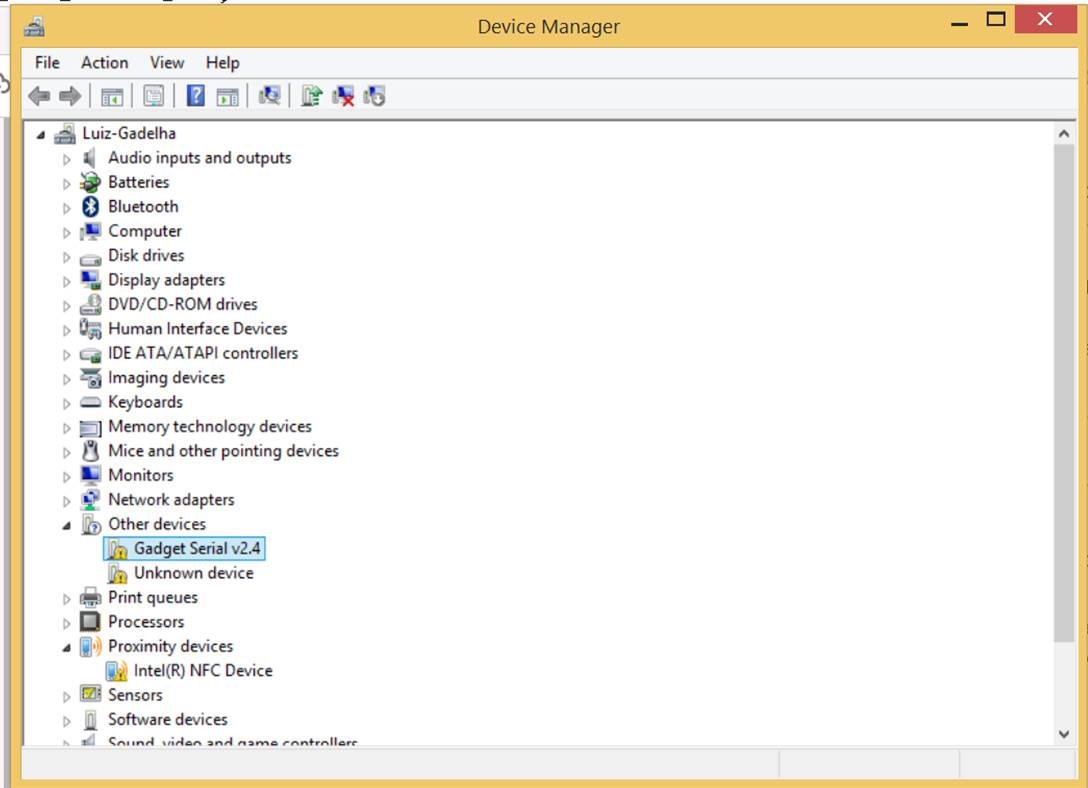 Device Manager
File Action View Help
Luiz-Gadelha
Audio inputs and outputs
Batteries
Bluetooth
Computer
Disk drives
Display adapters
DVD/CD-ROM drives
Human Interface Devices
IDE ATA/ATAPI controllers
Imaging devices
Keyboards
Memory technology devices
Mice and other pointing devices
Monitors
Network adapters
Other devices
Gadget Serial v2.4
Unknown device
Print queues
Processors
Proximity devices
Intel(R) NFC Device
Sensors
Software devices
Sound, video and game controllers